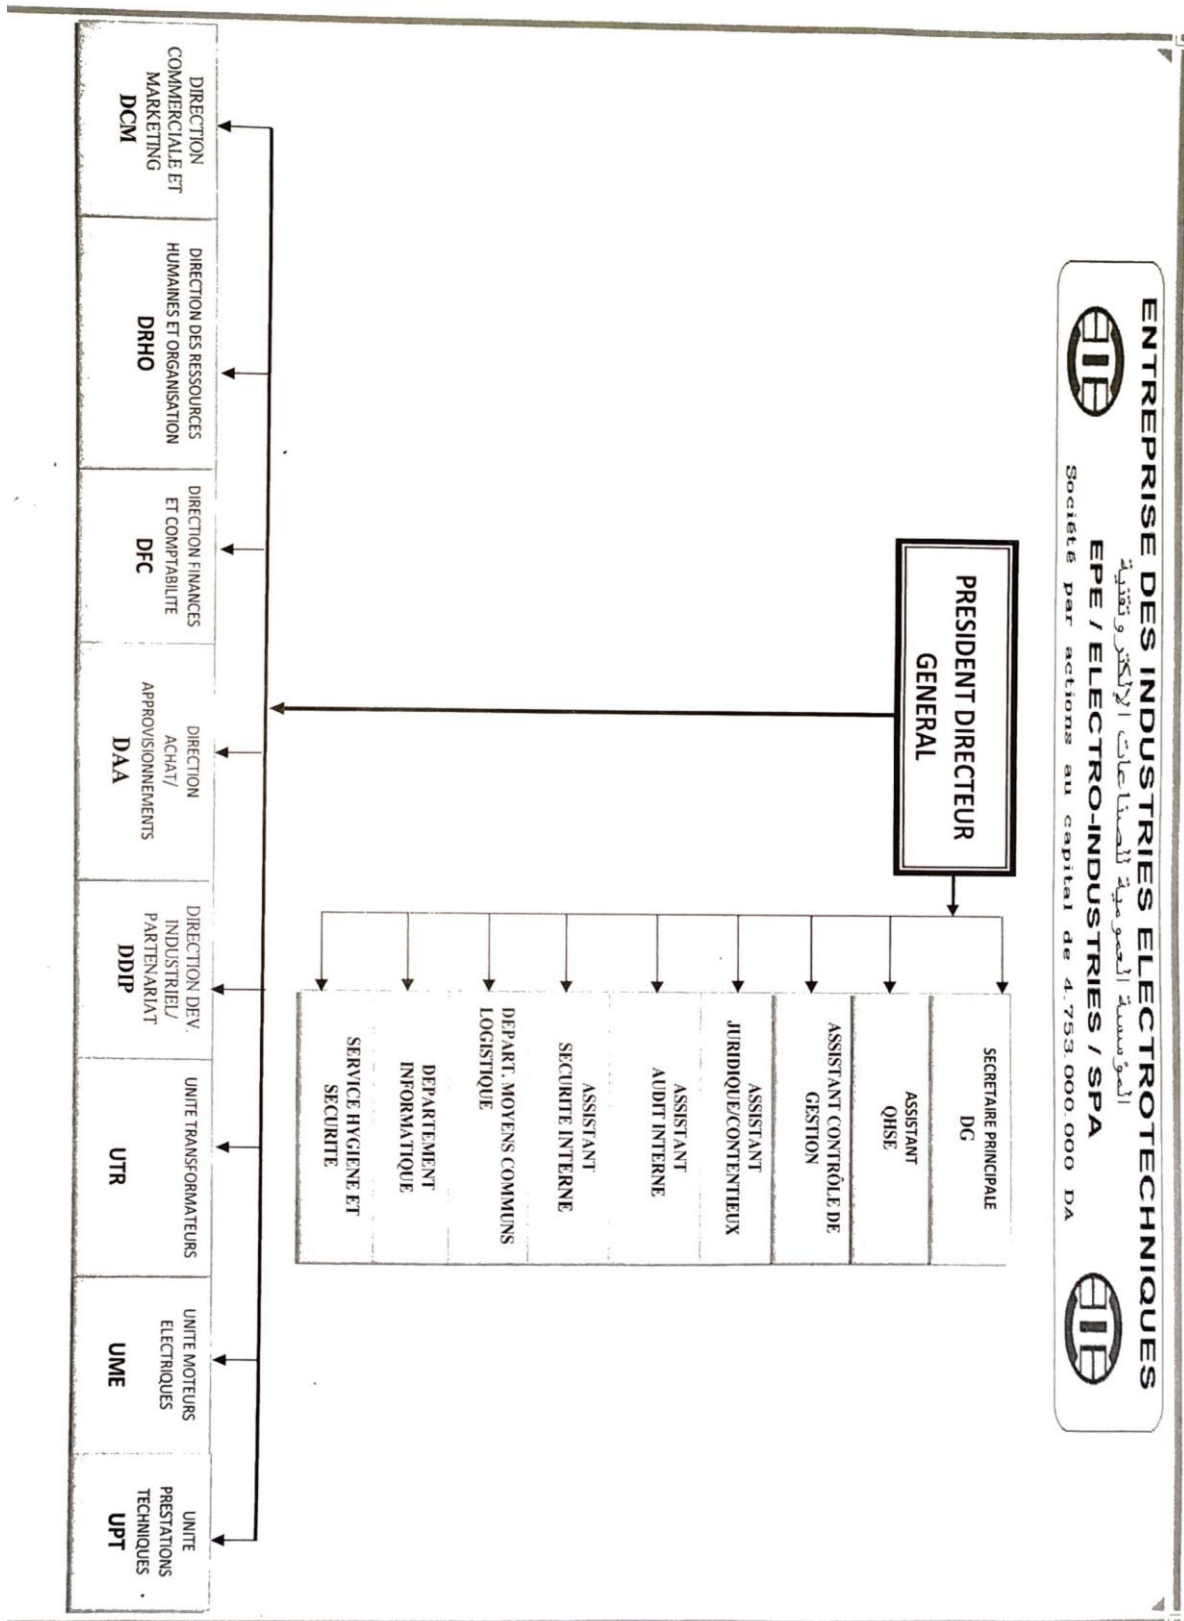 ENTREPRISE DES INDUSTRIES ELECTROTECHNIQUES
المؤسسة العمومية للصناعات الإلكتروتقنية
EPE / ELECTRO-INDUSTRIES / SPA
Société par actions au capital de 4.753.000.000 DA
PRESIDENT DIRECTEUR
GENERAL
SECRETAIRE PRINCIPALE
DG
ASSISTANT
QHSE
ASSISTANT CONTRÔLE DE
GESTION
ASSISTANT
JURIDIQUE/CONTENTIEUX
ASSISTANT
AUDIT INTERNE
ASSISTANT
SECURITE INTERNE
DEPART. MOYENS COMMUNS
LOGISTIQUE
DEPARTEMENT
INFORMATIQUE
SERVICE HYGIENE ET
SECURITE
DIRECTION
COMMERCIALE ET
MARKETING
DCM
DIRECTION DES RESSOURCES
HUMAINES ET ORGANISATION
DRHO
DIRECTION FINANCES
ET COMPTABILITE
DFC
DIRECTION
ACHAT/
APPROVISIONNEMENTS
DAA
DIRECTION DEV.
INDUSTRIEL/
PARTENARIAT
DDIP
UNITE TRANSFORMATEURS
UTR
UNITE MOTEURS
ELECTRIQUES
UME
UNITE
PRESTATIONS
TECHNIQUES
UPT